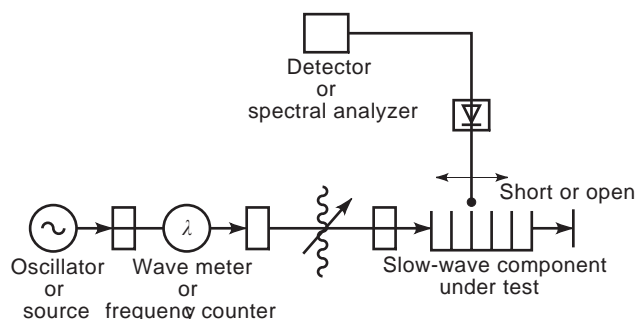 Detector
or
spectral analyzer
Short or open
λ
Oscillator
or
source
Wave meter
or
frequency counter
Slow-wave component
under test